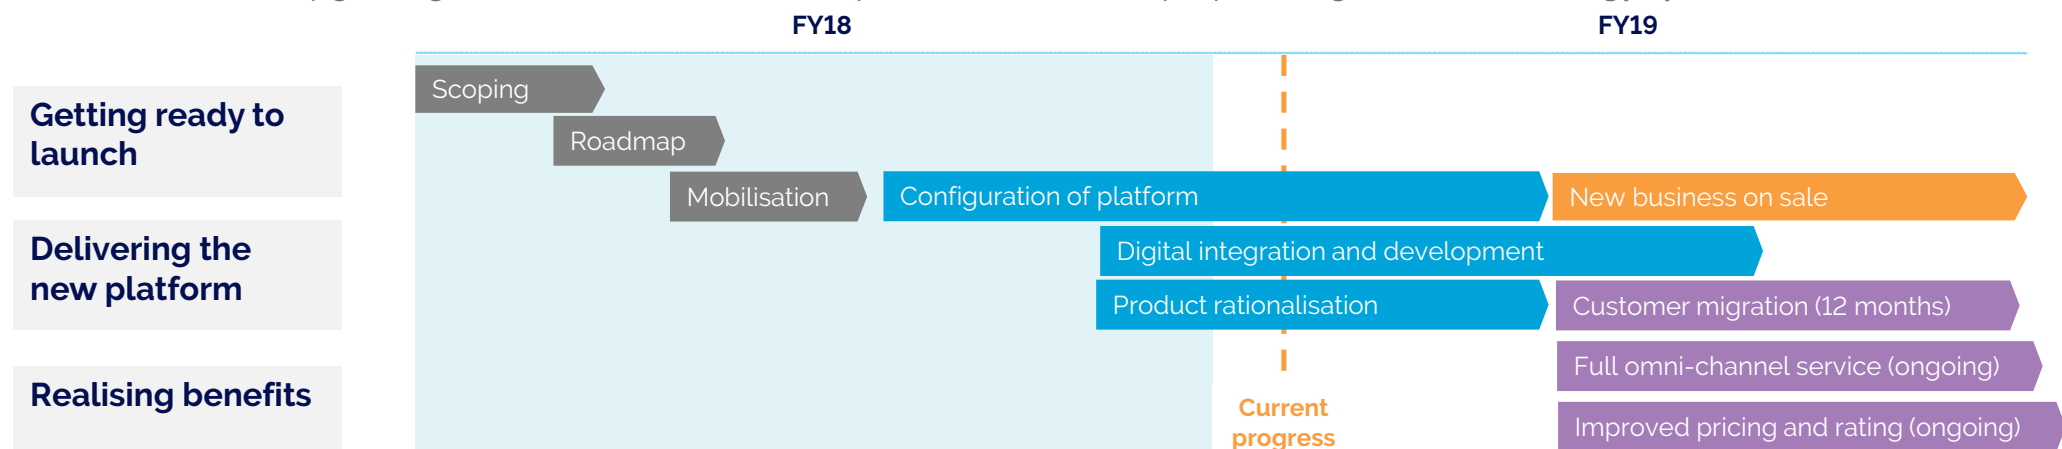 FY18
FY19
Scoping
Getting ready to
launch
Roadmap
Mobilisation
Configuration of platform
New business on sale
Delivering the
new platform
Digital integration and development
Product rationalisation
Customer migration (12 months)
Full omni-channel service (ongoing)
Realising benefits
Current
progress
Improved pricing and rating (ongoing)